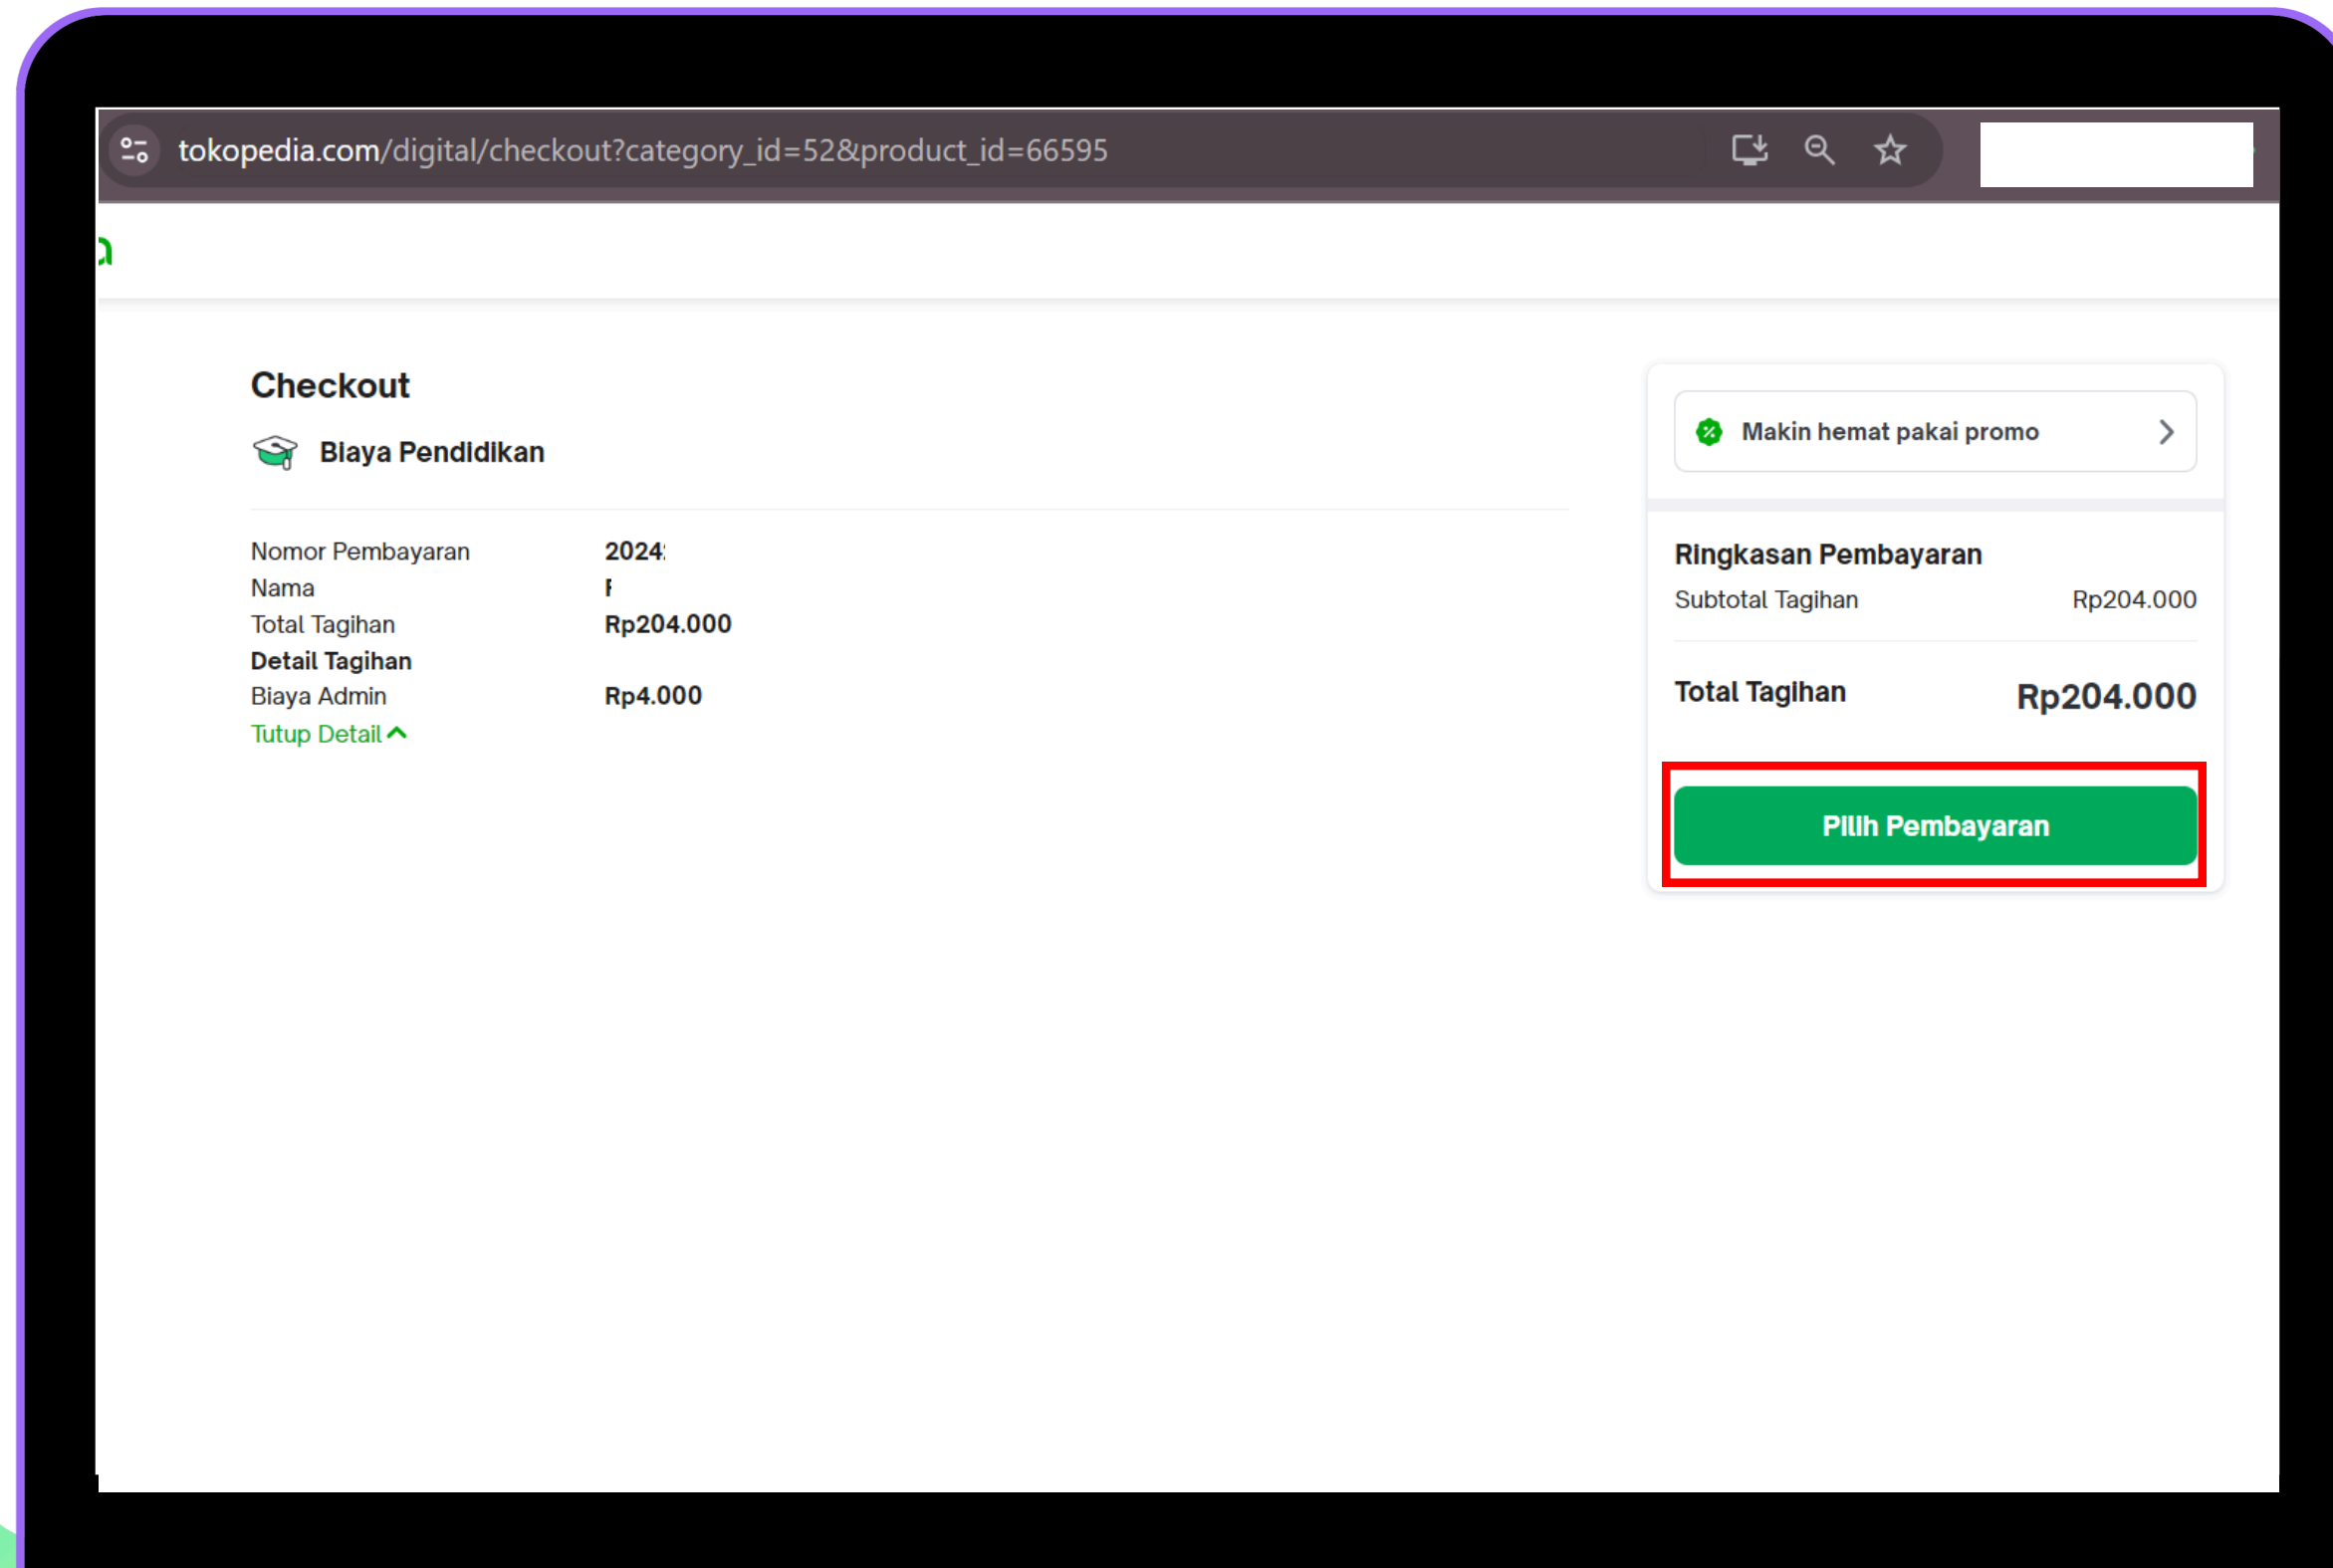 tokopedia.com/digital/checkout?category_id=52&product_id=66595
a
Checkout
Biaya Pendidikan
Nomor Pembayaran 2024
Nama
Total Tagihan Rp204.000
Detail Tagihan
Biaya Admin Rp4.000
Tutup Detail
Makin hemat pakai promo
Ringkasan Pembayaran
Subtotal Tagihan Rp204.000
Total Tagihan Rp204.000
Pilih Pembayaran